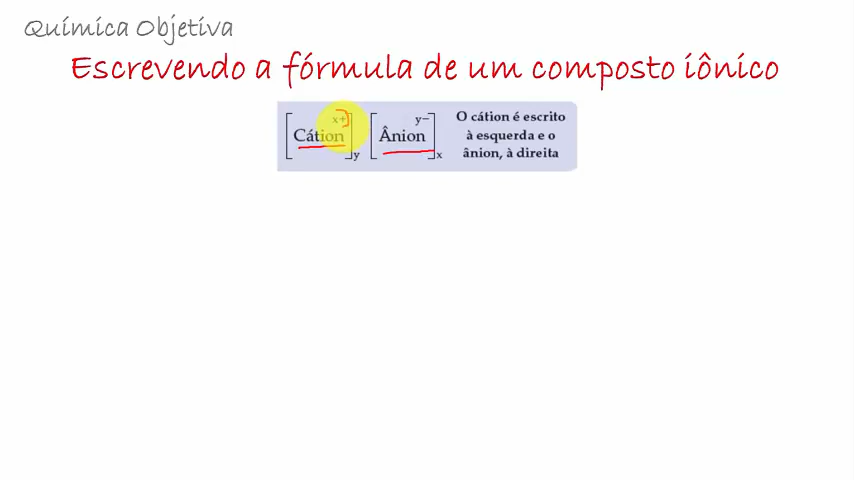 Química Objetiva
Escrevendo a fórmula de um composto iônico
[Cátion x+]y [Ânion y−]x
O cátion é escrito
à esquerda e o
ânion, à direita